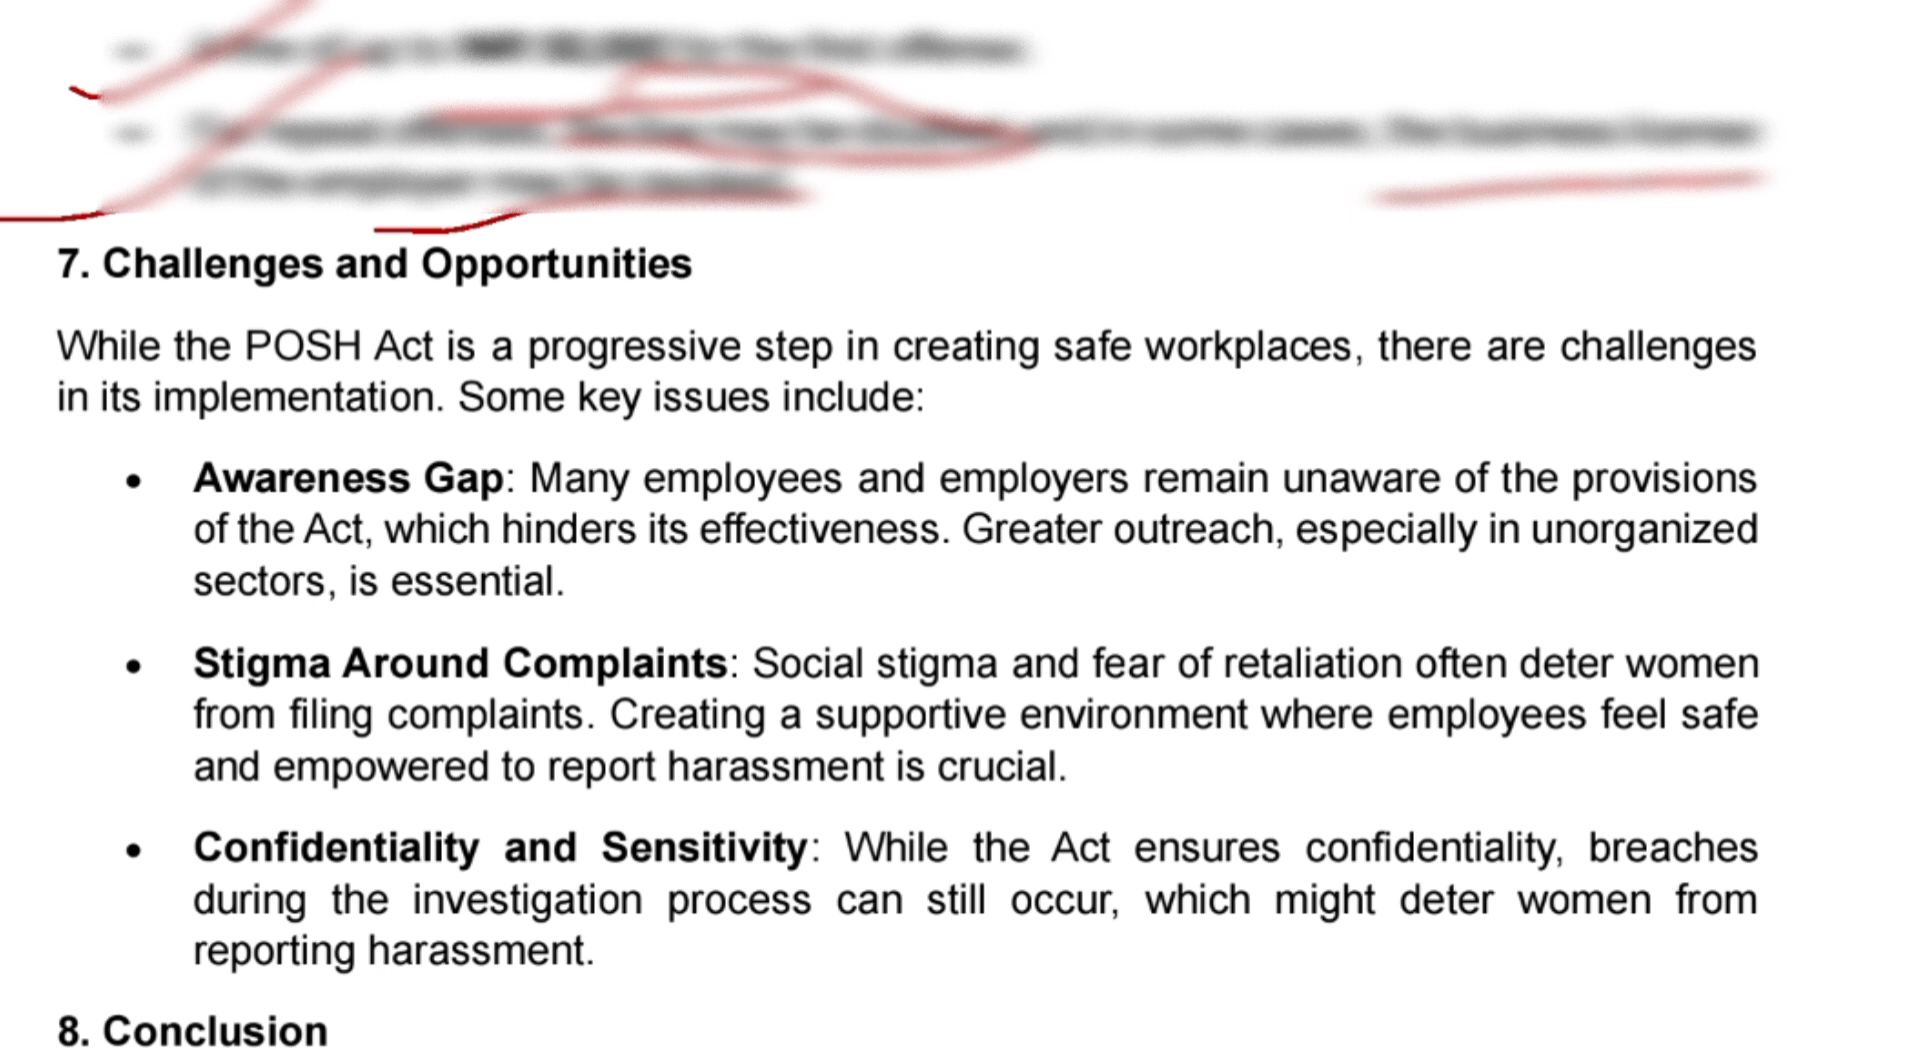 7. Challenges and Opportunities
While the POSH Act is a progressive step in creating safe workplaces, there are challenges
in its implementation. Some key issues include:
• Awareness Gap: Many employees and employers remain unaware of the provisions
of the Act, which hinders its effectiveness. Greater outreach, especially in unorganized
sectors, is essential.
• Stigma Around Complaints: Social stigma and fear of retaliation often deter women
from filing complaints. Creating a supportive environment where employees feel safe
and empowered to report harassment is crucial.
• Confidentiality and Sensitivity: While the Act ensures confidentiality, breaches
during the investigation process can still occur, which might deter women from
reporting harassment.
8. Conclusion